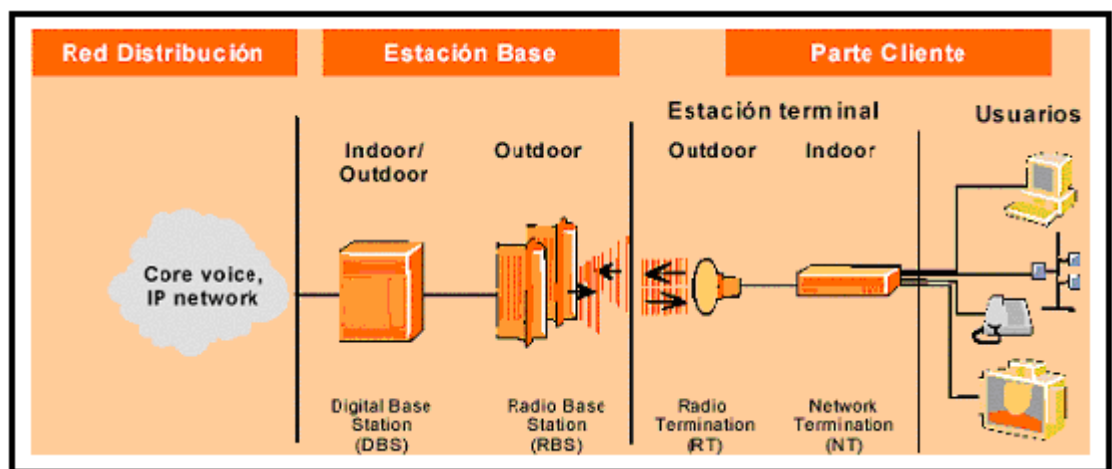 Red Distribución
Estación Base
Parte Cliente
Estación terminal
Usuarios
Indoor/
Outdoor
Outdoor
Outdoor
Indoor
Core voice,
IP network
Digital Base
Station
(DBS)
Radio Base
Station
(RBS)
Radio
Termination
(RT)
Network
Termination
(NT)